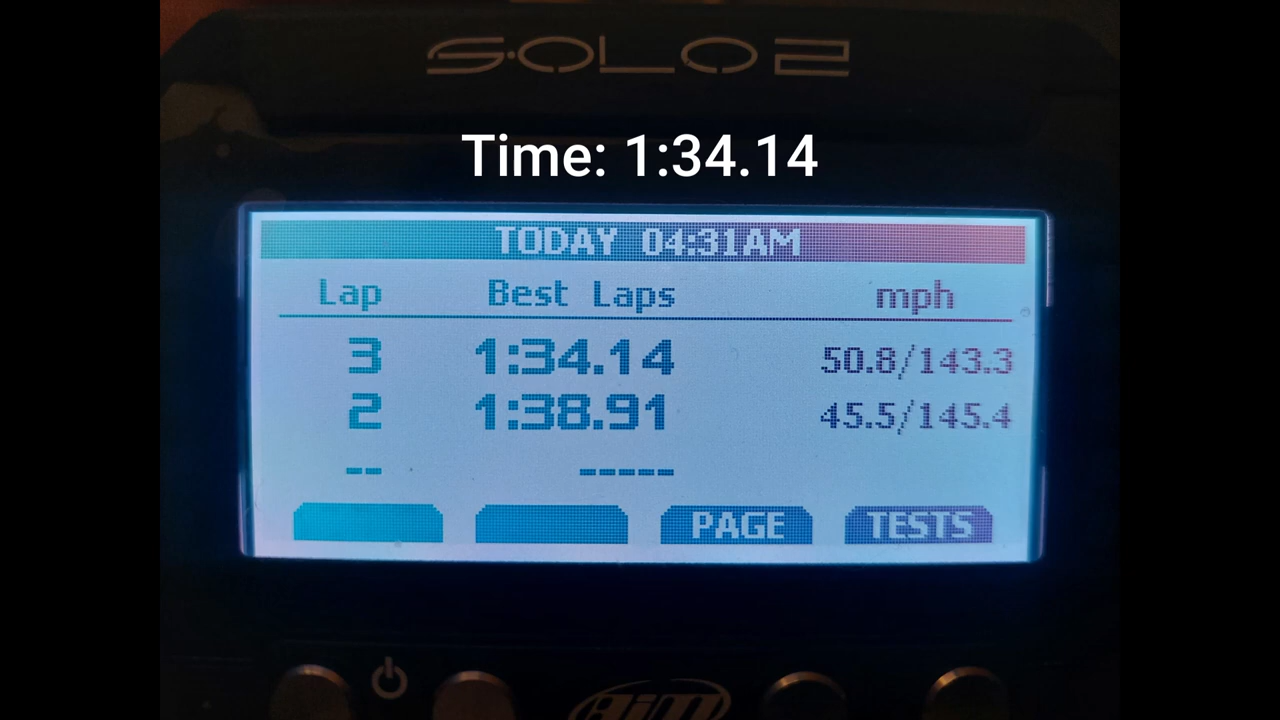 SOLO2
Time: 1:34.14
TODAY 04:31AM
Lap Best Laps mph
3 1:34.14 50.8/143.3
2 1:38.91 45.5/145.4
-- -----
PAGE TESTS
AiM